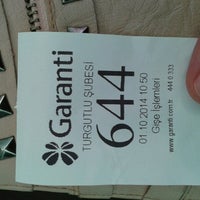 Garanti
TURGUTLU ŞUBESİ
644
01.10.2014 10:50
Gişe İşlemleri
www.garanti.com.tr 444 0 333